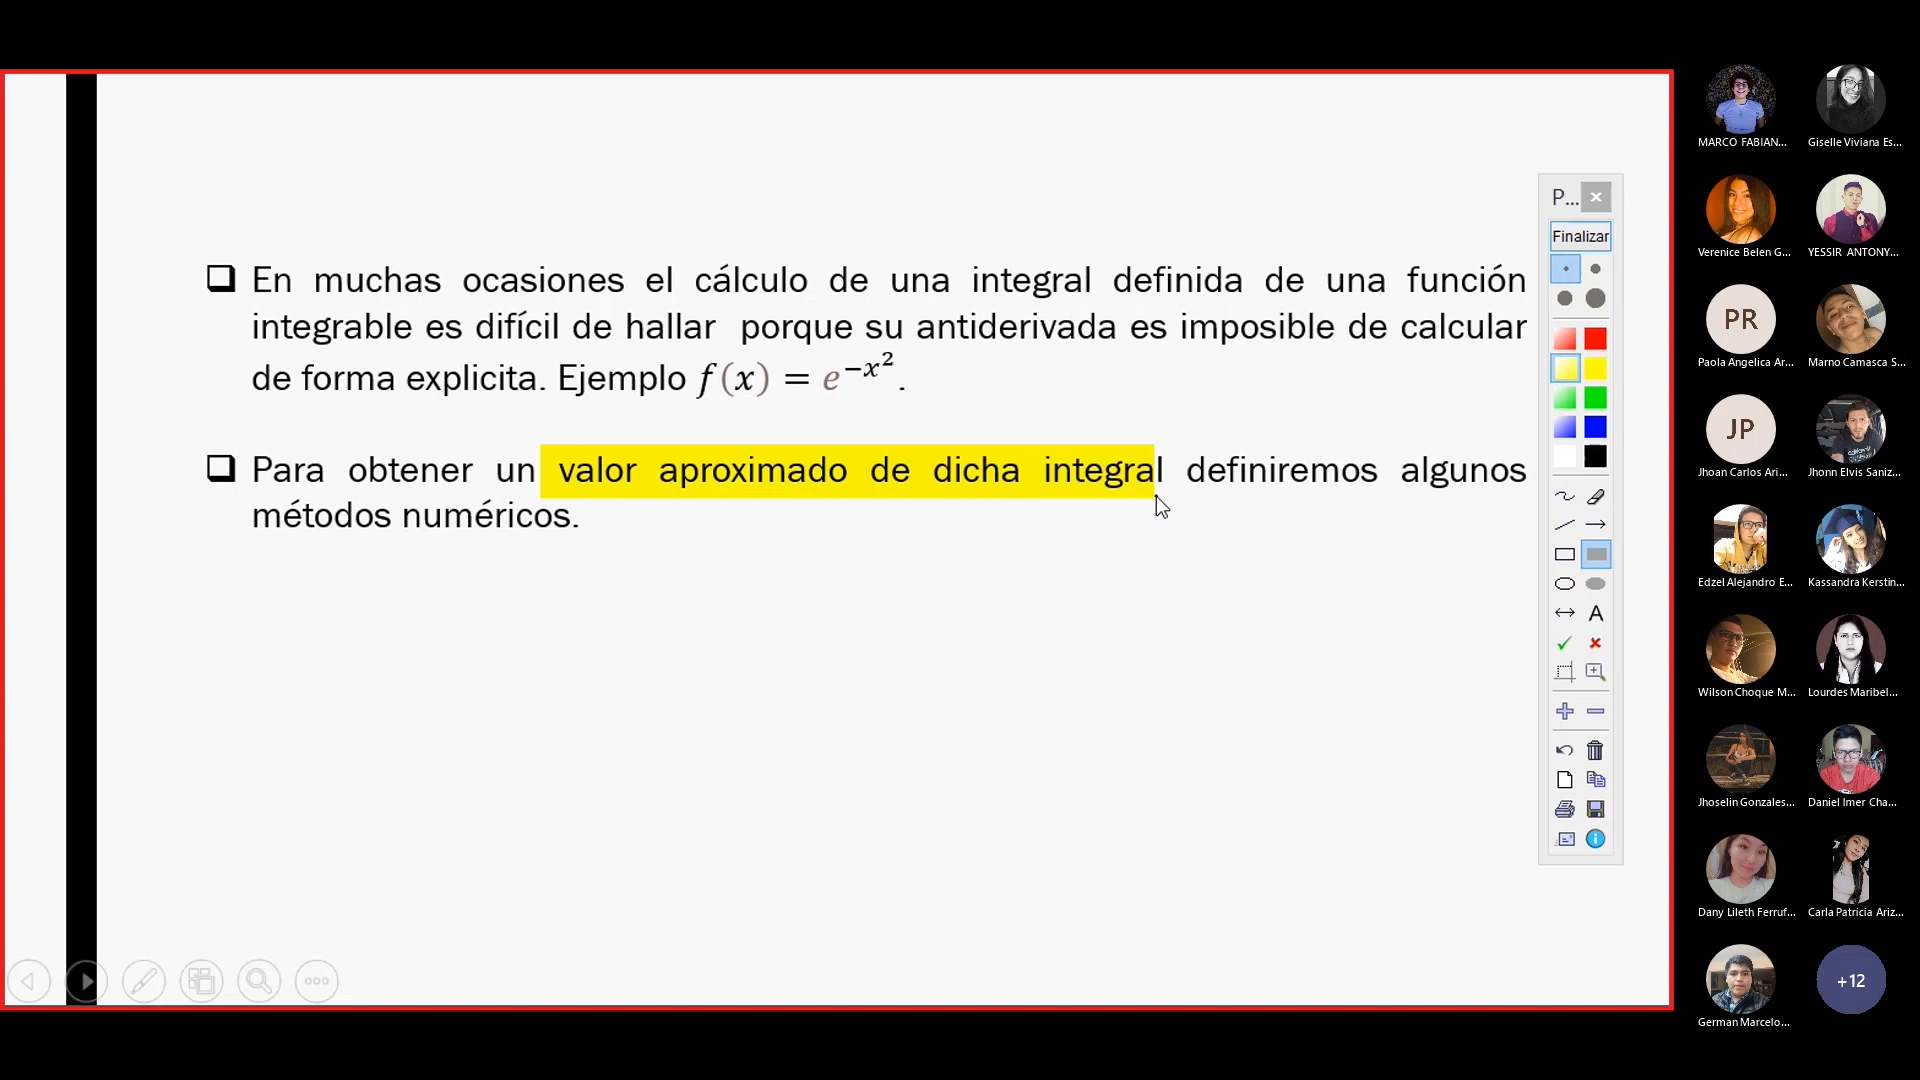 En muchas ocasiones el cálculo de una integral definida de una función
integrable es difícil de hallar porque su antiderivada es imposible de calcular
de forma explicita. Ejemplo f(x) = e^{-x^2}.
Para obtener un valor aproximado de dicha integral definiremos algunos
métodos numéricos.
P...
Finalizar
A
MARCO FABIAN...
Giselle Viviana Es...
Verenice Belen G...
YESSIR ANTONY...
PR
Paola Angelica Ar...
Marno Camasca S...
JP
Jhoan Carlos Ari...
Jhonn Elvis Saniz...
Edzel Alejandro E...
Kassandra Kerstin...
Wilson Choque M...
Lourdes Maribel...
Jhoselin Gonzales...
Daniel Imer Cha...
Dany Lileth Ferruf...
Carla Patricia Ariz...
German Marcelo...
+12